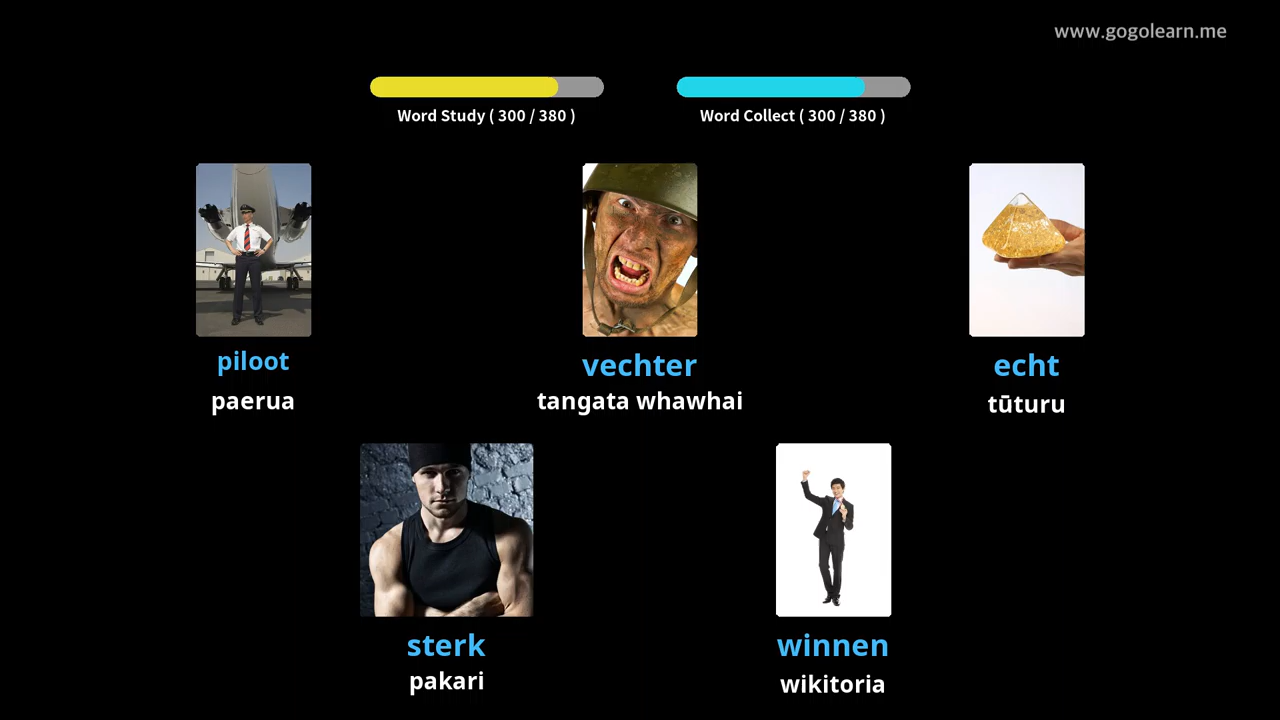 www.gogolearn.me
Word Study ( 300 / 380 )
Word Collect ( 300 / 380 )
piloot
vechter
echt
paerua
tangata whawhai
tūturu
sterk
winnen
pakari
wikitoria